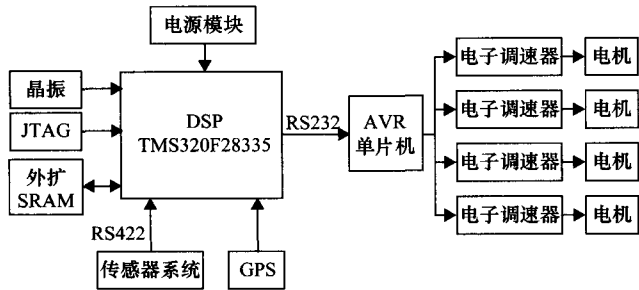 电源模块
晶振
JTAG
外扩
SRAM
DSP
TMS320F28335
RS232
AVR
单片机
电子调速器
电机
电子调速器
电机
电子调速器
电机
电子调速器
电机
RS422
传感器系统
GPS